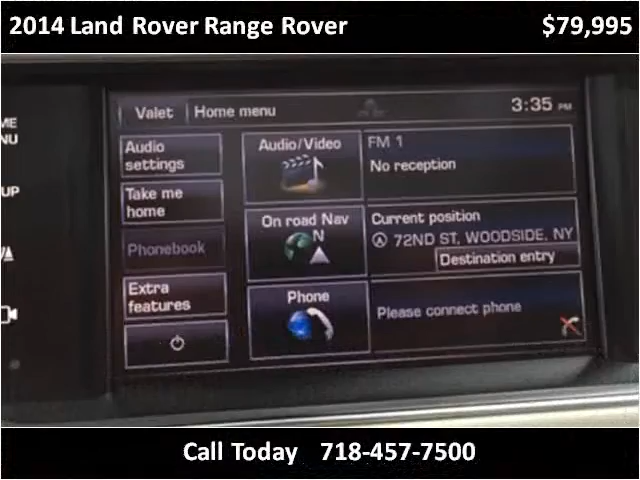 2014 Land Rover Range Rover $79,995
Valet Home menu 3:35 PM
Audio settings
Take me home
Phonebook
Extra features
Audio/Video
FM 1
No reception
On road Nav
N
Current position
72ND ST, WOODSIDE, NY
Destination entry
Phone
Please connect phone
Call Today 718-457-7500